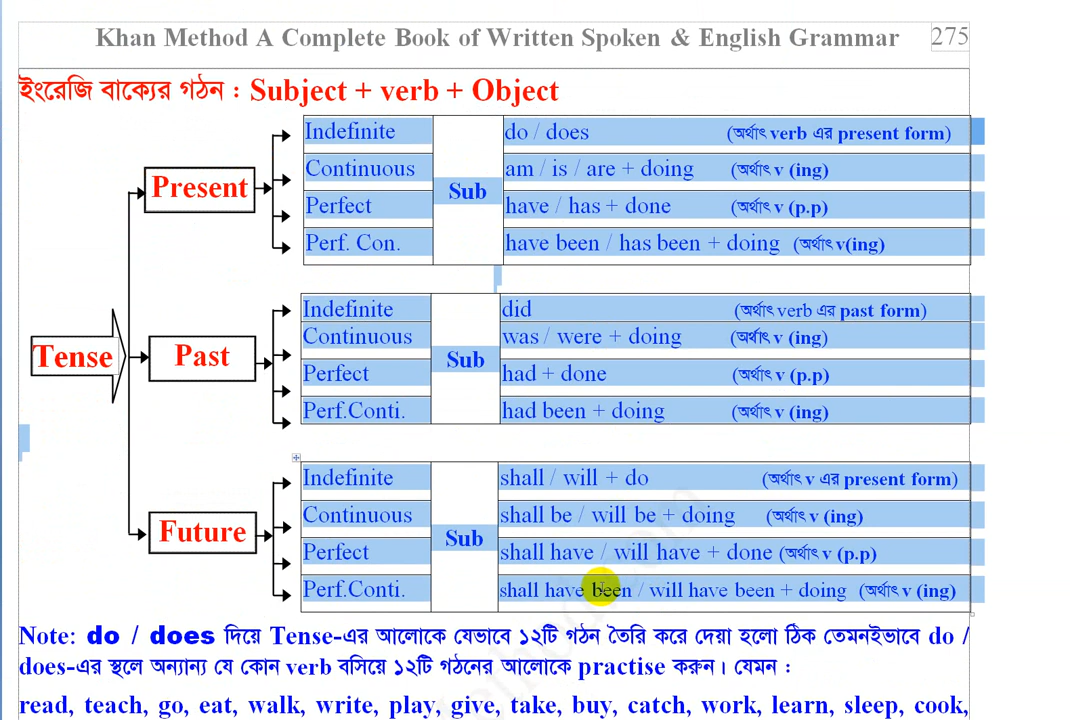 Khan Method A Complete Book of Written Spoken & English Grammar 275
ইংরেজি বাক্যের গঠন : Subject + verb + Object
Tense
Present
Indefinite do / does (অর্থাৎ verb এর present form)
Continuous am / is / are + doing (অর্থাৎ v (ing)
Sub
Perfect have / has + done (অর্থাৎ v (p.p)
Perf. Con. have been / has been + doing (অর্থাৎ v(ing)
Past
Indefinite did (অর্থাৎ verb এর past form)
Continuous was / were + doing (অর্থাৎ v (ing)
Sub
Perfect had + done (অর্থাৎ v (p.p)
Perf.Conti. had been + doing (অর্থাৎ v (ing)
Future
Indefinite shall / will + do (অর্থাৎ v এর present form)
Continuous shall be / will be + doing (অর্থাৎ v (ing)
Sub
Perfect shall have / will have + done (অর্থাৎ v (p.p)
Perf.Conti. shall have been / will have been + doing (অর্থাৎ v (ing)
Note: do / does দিয়ে Tense-এর আলোকে যেভাবে ১২টি গঠন তৈরি করে দেয়া হলো ঠিক তেমনইভাবে do /
does-এর স্থলে অন্যান্য যে কোন verb বসিয়ে ১২টি গঠনের আলোকে practise করুন। যেমন :
read, teach, go, eat, walk, write, play, give, take, buy, catch, work, learn, sleep, cook,